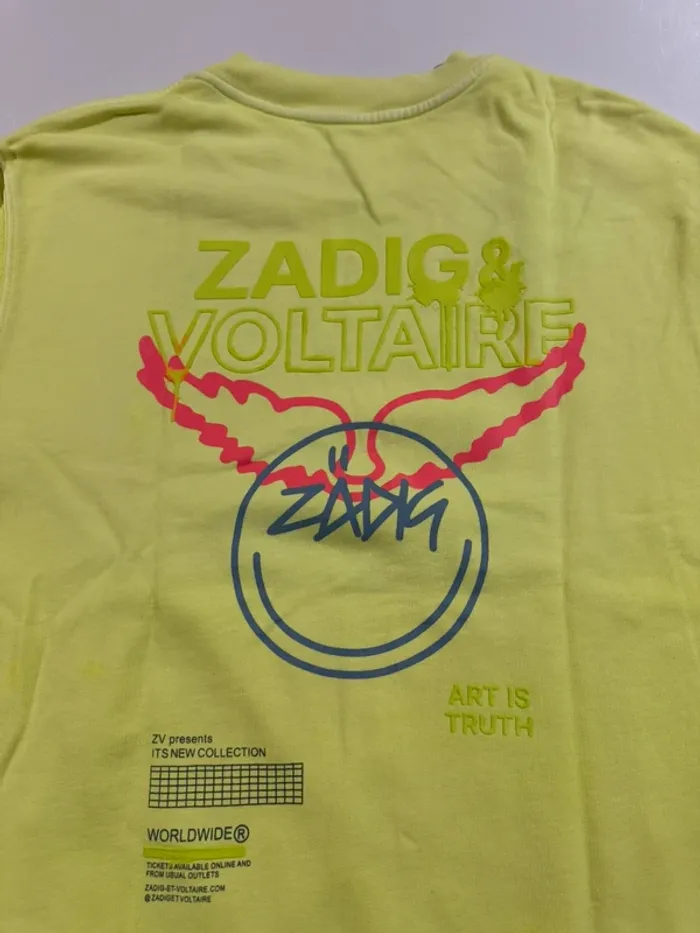 ZADIG&
VOLTAIRE
ZÄDIG
ART IS
TRUTH
ZV presents
ITS NEW COLLECTION
WORLDWIDE®
TICKETS AVAILABLE ONLINE AND
FROM USUAL OUTLETS
ZADIG-ET-VOLTAIRE.COM
@ZADIGETVOLTAIRE